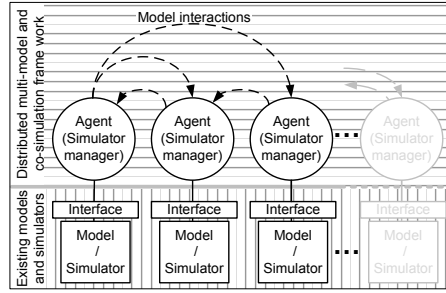 Model interactions
Distributed multi-model and
co-simulation frame work
Agent
(Simulator
manager)
Agent
(Simulator
manager)
Agent
(Simulator
manager)
...
Agent
(Simulator
manager)
Existing models
and simulators
Interface
Interface
Interface
Interface
Model
/
Simulator
Model
/
Simulator
Model
/
Simulator
...
Model
/
Simulator